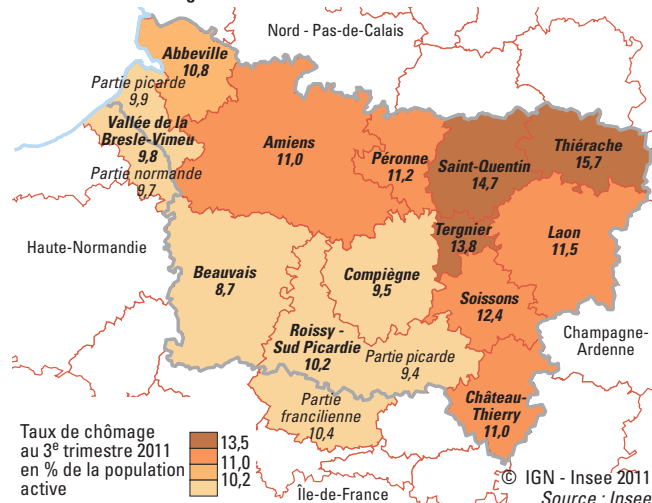 Nord - Pas-de-Calais
Abbeville
10,8
Partie picarde
9,9
Vallée de la
Bresle-Vimeu
9,8
Partie normande
9,7
Amiens
11,0
Péronne
11,2
Saint-Quentin
14,7
Thiérache
15,7
Tergnier
13,8
Laon
11,5
Haute-Normandie
Beauvais
8,7
Compiègne
9,5
Soissons
12,4
Roissy -
Sud Picardie
10,2
Partie picarde
9,4
Champagne-
Ardenne
Partie
francilienne
10,4
Château-
Thierry
11,0
Taux de chômage
au 3e trimestre 2011
en % de la population
active
13,5
11,0
10,2
Île-de-France
© IGN - Insee 2011
Source : Insee